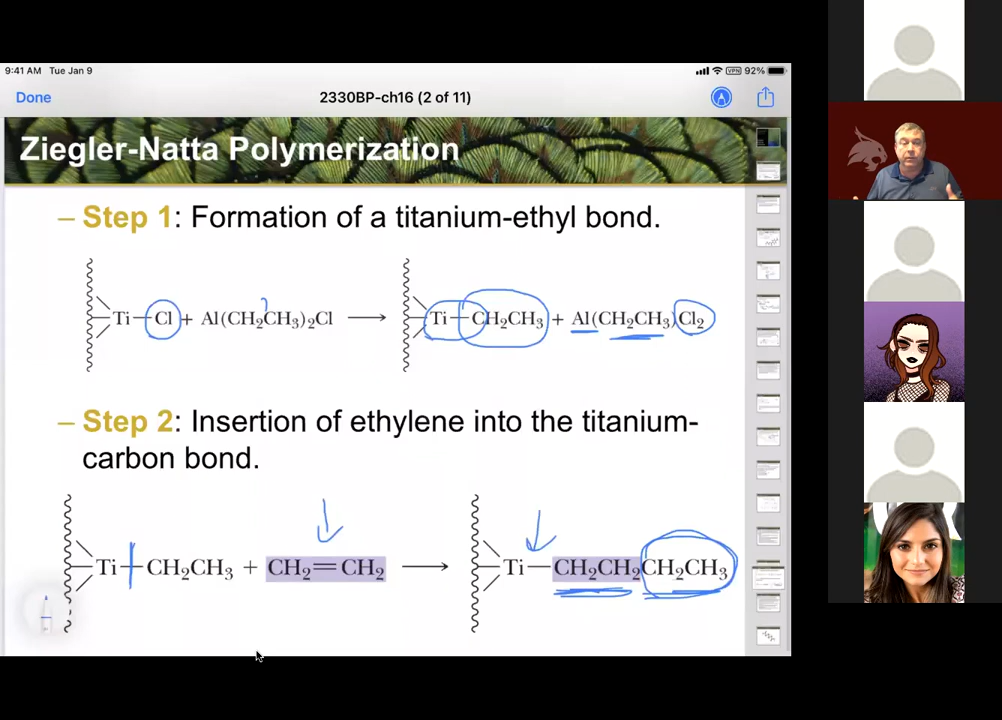 9:41 AM Tue Jan 9
VPN 92%
Done
2330BP-ch16 (2 of 11)
Ziegler-Natta Polymerization
– Step 1: Formation of a titanium-ethyl bond.
Ti—Cl + Al(CH₂CH₃)₂Cl ⟶ Ti—CH₂CH₃ + Al(CH₂CH₃)Cl₂
– Step 2: Insertion of ethylene into the titanium-
carbon bond.
Ti—CH₂CH₃ + CH₂=CH₂ ⟶ Ti—CH₂CH₂CH₂CH₃